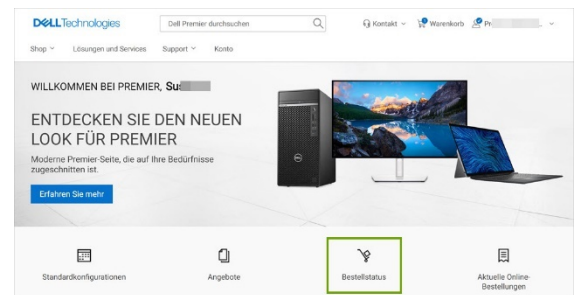 DELLTechnologies
Dell Premier durchsuchen
Kontakt
Warenkorb
Shop
Lösungen und Services
Support
Konto
WILLKOMMEN BEI PREMIER,
ENTDECKEN SIE DEN NEUEN
LOOK FÜR PREMIER
Moderne Premier-Seite, die auf Ihre Bedürfnisse
zugeschnitten ist.
Erfahren Sie mehr
Standardkonfigurationen
Angebote
Bestellstatus
Aktuelle Online-
Bestellungen